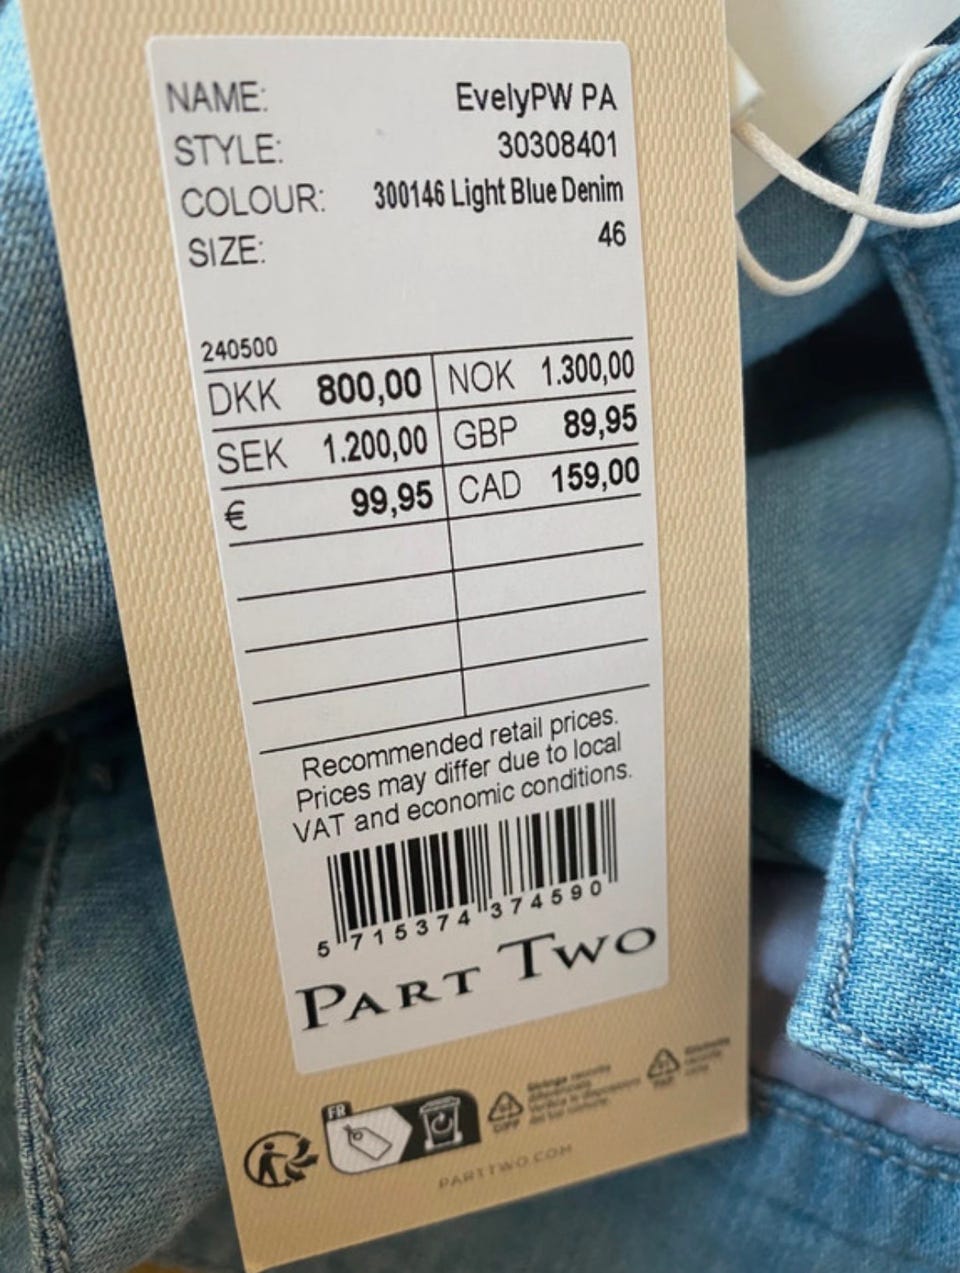 NAME: EvelyPW PA
STYLE: 30308401
COLOUR: 300146 Light Blue Denim
SIZE: 46
240500
DKK 800,00 NOK 1.300,00
SEK 1.200,00 GBP 89,95
€ 99,95 CAD 159,00
Recommended retail prices.
Prices may differ due to local
VAT and economic conditions.
5 715374 374590
PART TWO
FR
PARTTWO.COM